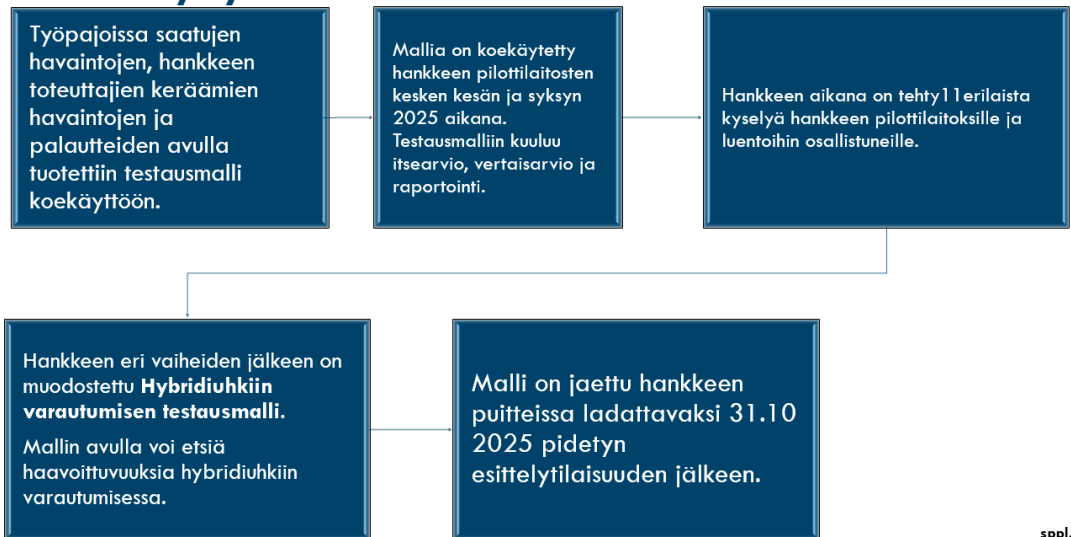 Työpajoissa saatujen
havaintojen, hankkeen
toteuttajien keräämien
havaintojen ja
palautteiden avulla
tuotettiin testausmalli
koekäyttöön.
Mallia on koekäytetty
hankkeen pilottilaitosten
kesken kesän ja syksyn
2025 aikana.
Testausmalliin kuuluu
itsearvio, vertaisarvio ja
raportointi.
Hankkeen aikana on tehty11erilaista
kyselyä hankkeen pilottilaitoksille ja
luentoihin osallistuneille.
Hankkeen eri vaiheiden jälkeen on
muodostettu Hybridiuhkiin
varautumisen testausmalli.
Mallin avulla voi etsiä
haavoittuvuuksia hybridiuhkiin
varautumisessa.
Malli on jaettu hankkeen
puitteissa ladattavaksi 31.10
2025 pidetyn
esittelytilaisuuden jälkeen.
sppl.